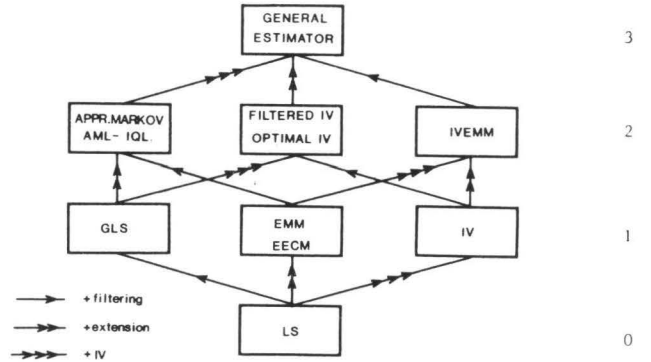 GENERAL
ESTIMATOR
3
APPR.MARKOV
AML- IQL.
FILTERED IV
OPTIMAL IV
IVEMM
2
GLS
EMM
EECM
IV
1
+filtering
+extension
+IV
LS
0